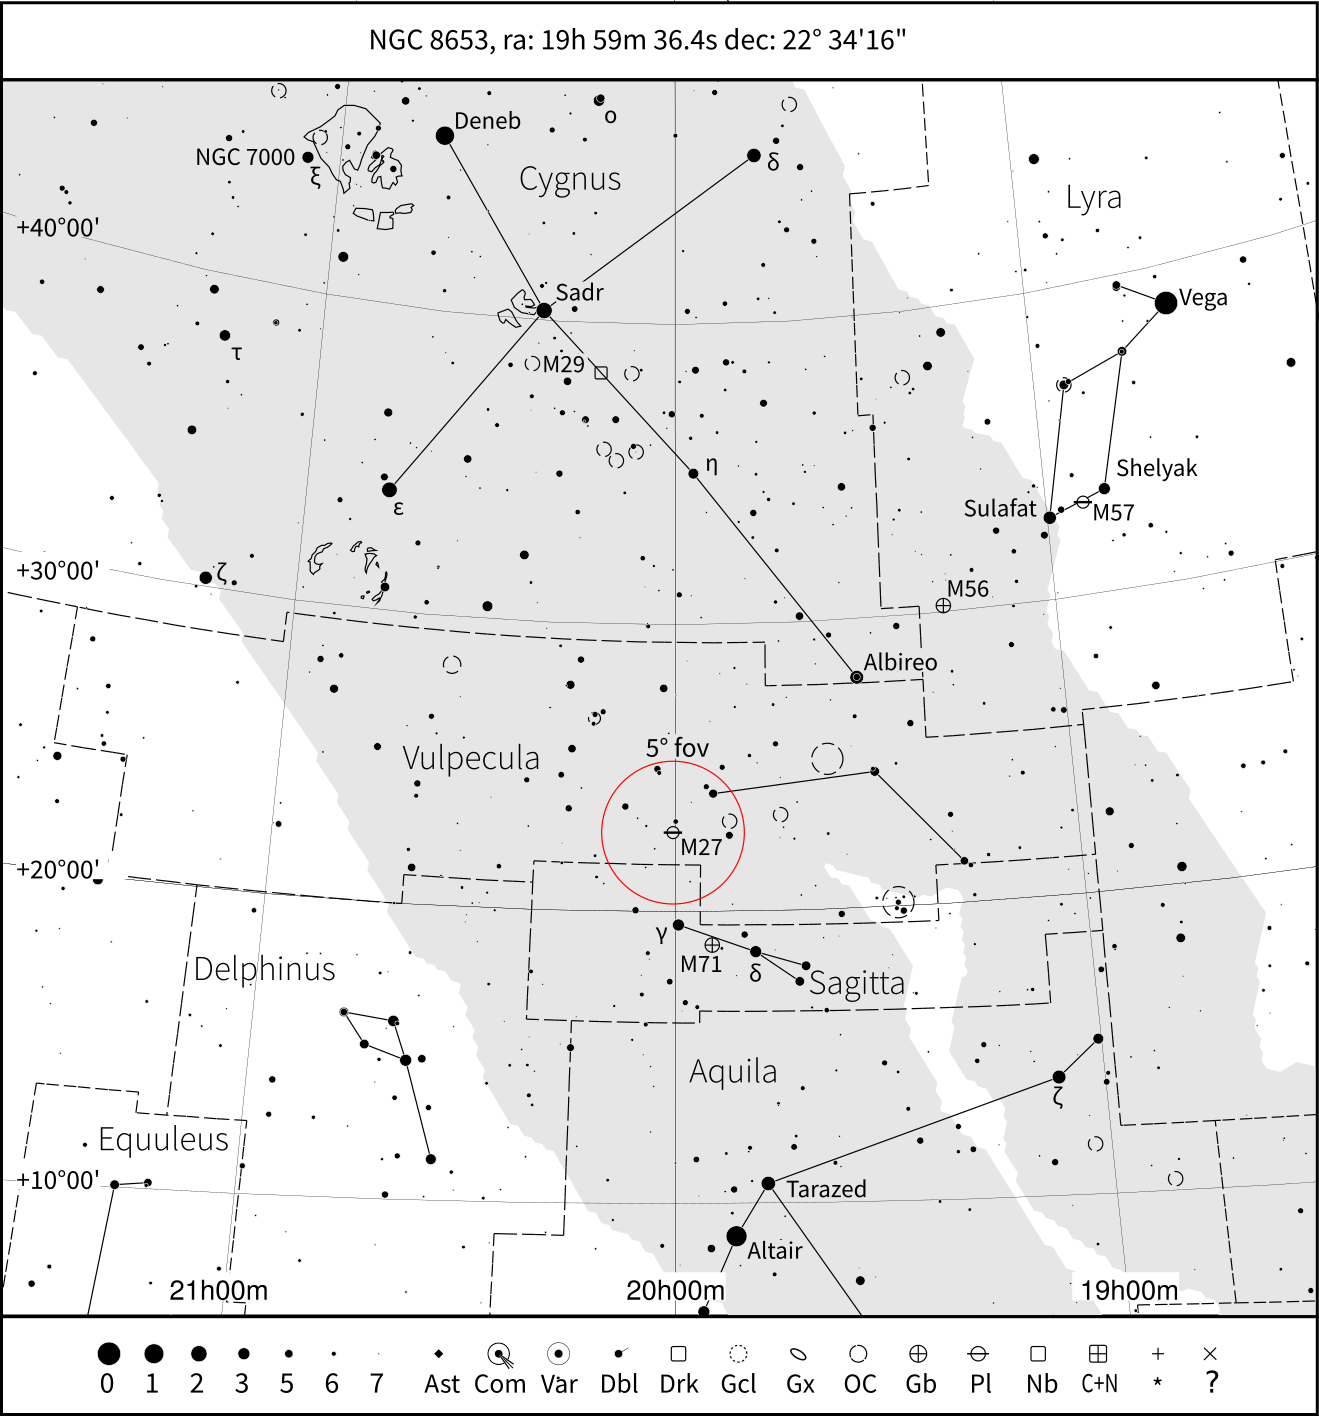 NGC 8653, ra: 19h 59m 36.4s dec: 22° 34'16"
Deneb
ο
NGC 7000
ξ
δ
Cygnus
Lyra
+40°00'
Sadr
Vega
τ
M29
η
Shelyak
ε
Sulafat
M57
+30°00'
ζ
M56
Albireo
5° fov
Vulpecula
M27
+20°00'
γ
M71
δ
Sagitta
Delphinus
Aquila
ζ
Equuleus
+10°00'
Tarazed
Altair
21h00m
20h00m
19h00m
0 1 2 3 5 6 7 Ast Com Var Dbl Drk Gcl Gx OC Gb Pl Nb C+N * ?